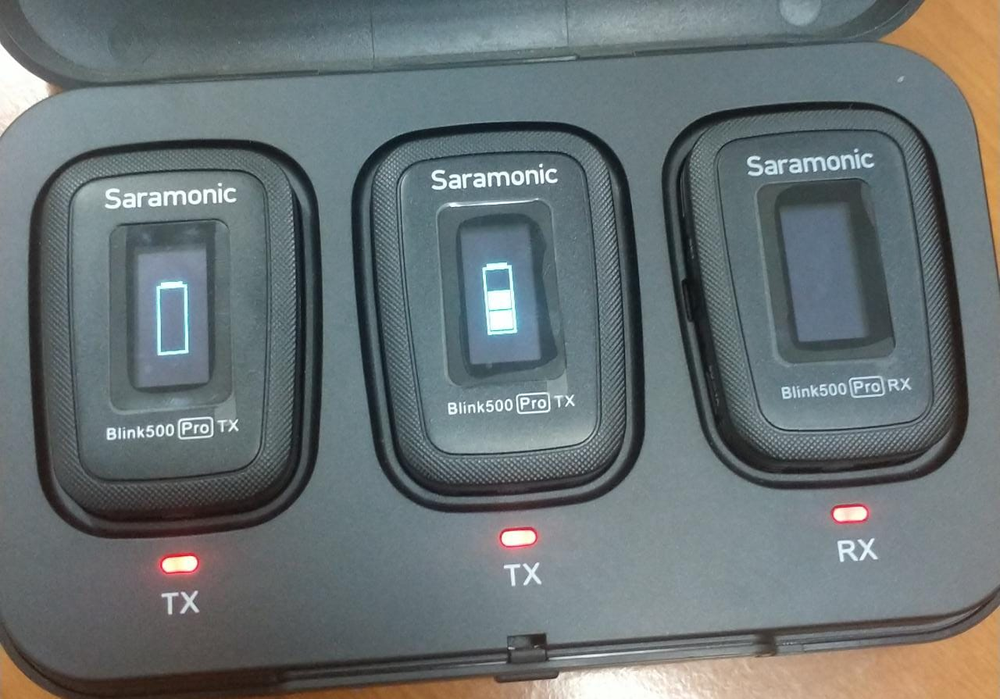 Saramonic
Blink500 Pro TX
TX
Saramonic
Blink500 Pro TX
TX
Saramonic
Blink500 Pro RX
RX